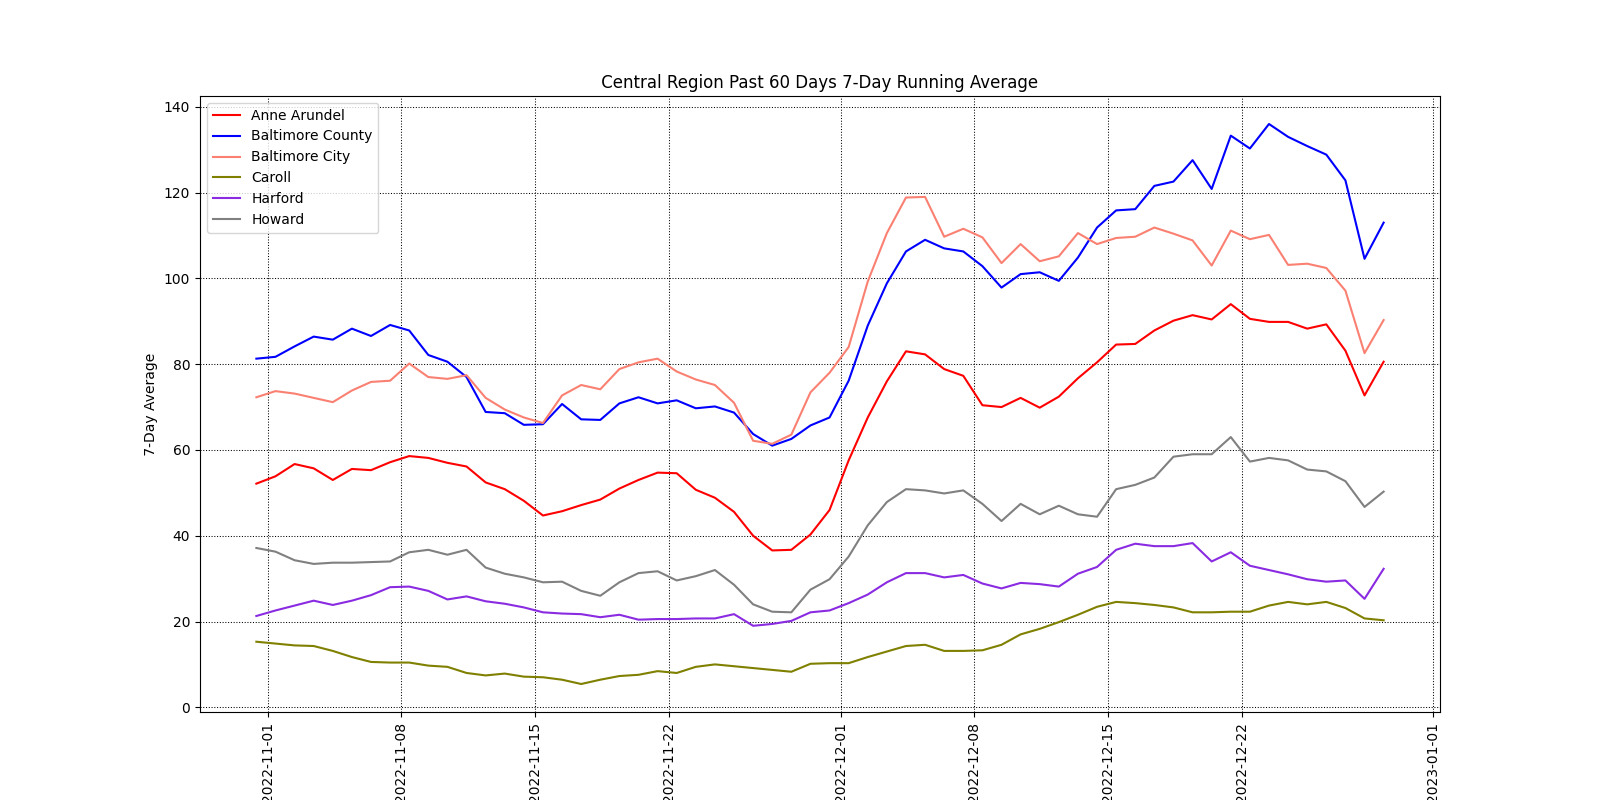 Central Region Past 60 Days 7-Day Running Average
140
120
100
80
60
40
20
0
7-Day Average
Anne Arundel
Baltimore County
Baltimore City
Caroll
Harford
Howard
2022-11-01
2022-11-08
2022-11-15
2022-11-22
2022-12-01
2022-12-08
2022-12-15
2022-12-22
2023-01-01